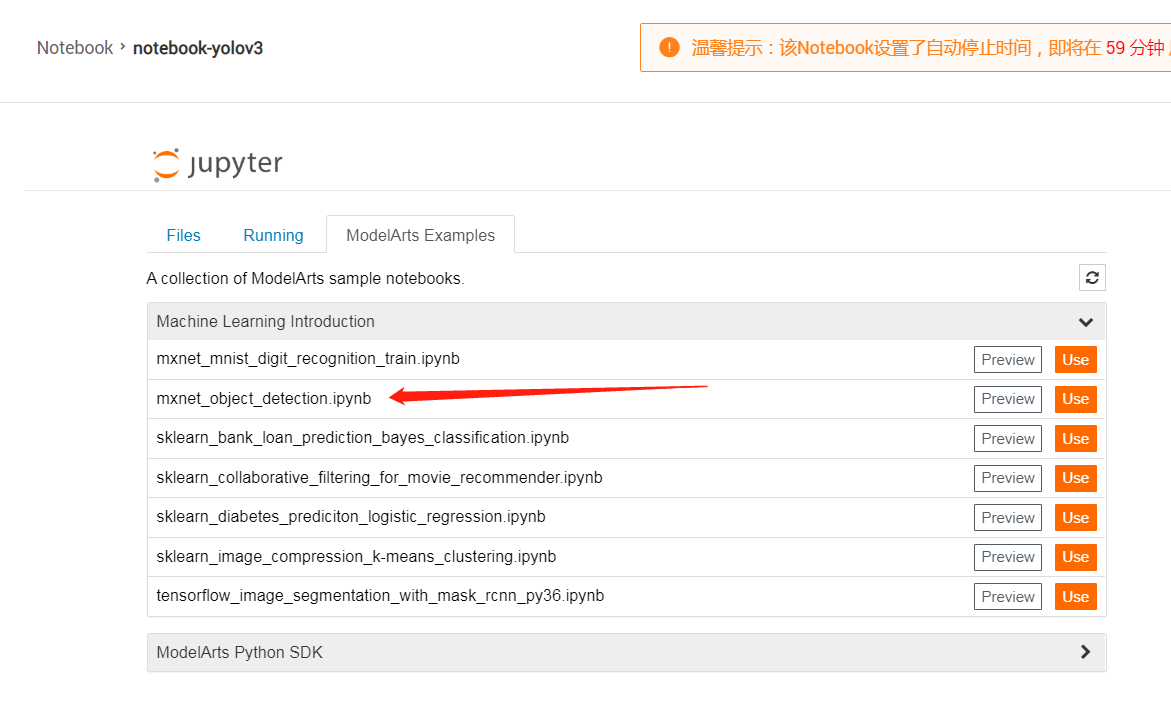 Notebook › notebook-yolov3
温馨提示：该Notebook设置了自动停止时间，即将在 59 分钟
jupyter
Files Running ModelArts Examples
A collection of ModelArts sample notebooks.
Machine Learning Introduction
mxnet_mnist_digit_recognition_train.ipynb Preview Use
mxnet_object_detection.ipynb Preview Use
sklearn_bank_loan_prediction_bayes_classification.ipynb Preview Use
sklearn_collaborative_filtering_for_movie_recommender.ipynb Preview Use
sklearn_diabetes_prediciton_logistic_regression.ipynb Preview Use
sklearn_image_compression_k-means_clustering.ipynb Preview Use
tensorflow_image_segmentation_with_mask_rcnn_py36.ipynb Preview Use
ModelArts Python SDK